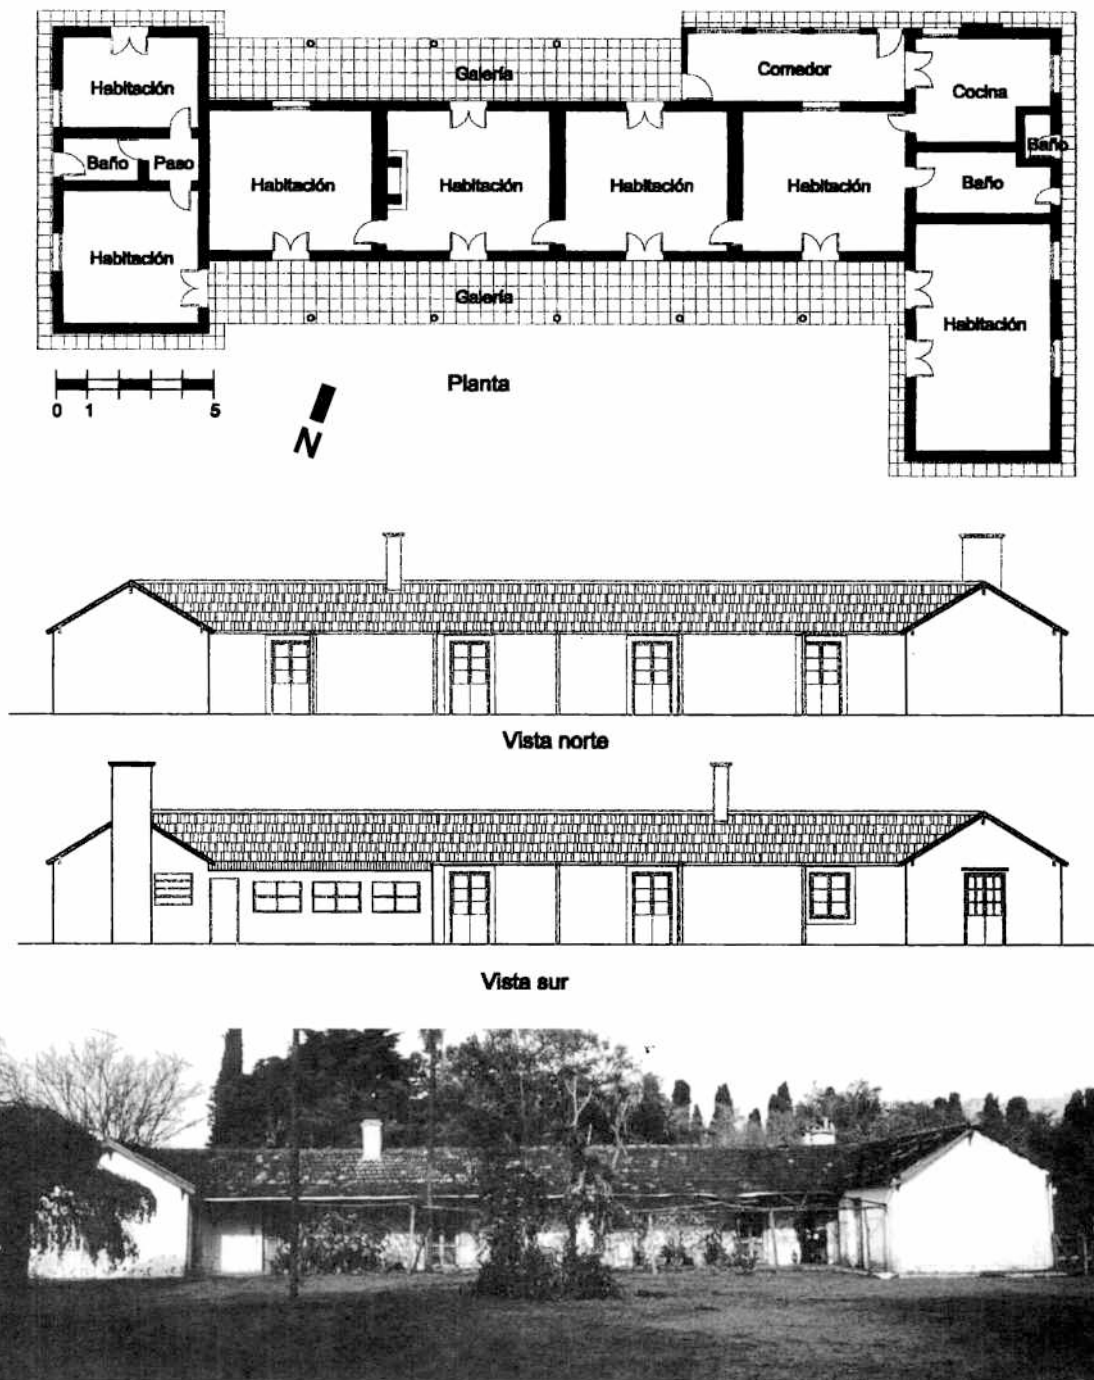 Galería
Comedor
Habitación
Cocina
Baño
Baño
Paso
Habitación
Habitación
Habitación
Habitación
Baño
Habitación
Galería
Habitación
0 1 5
N
Planta
Vista norte
Vista sur